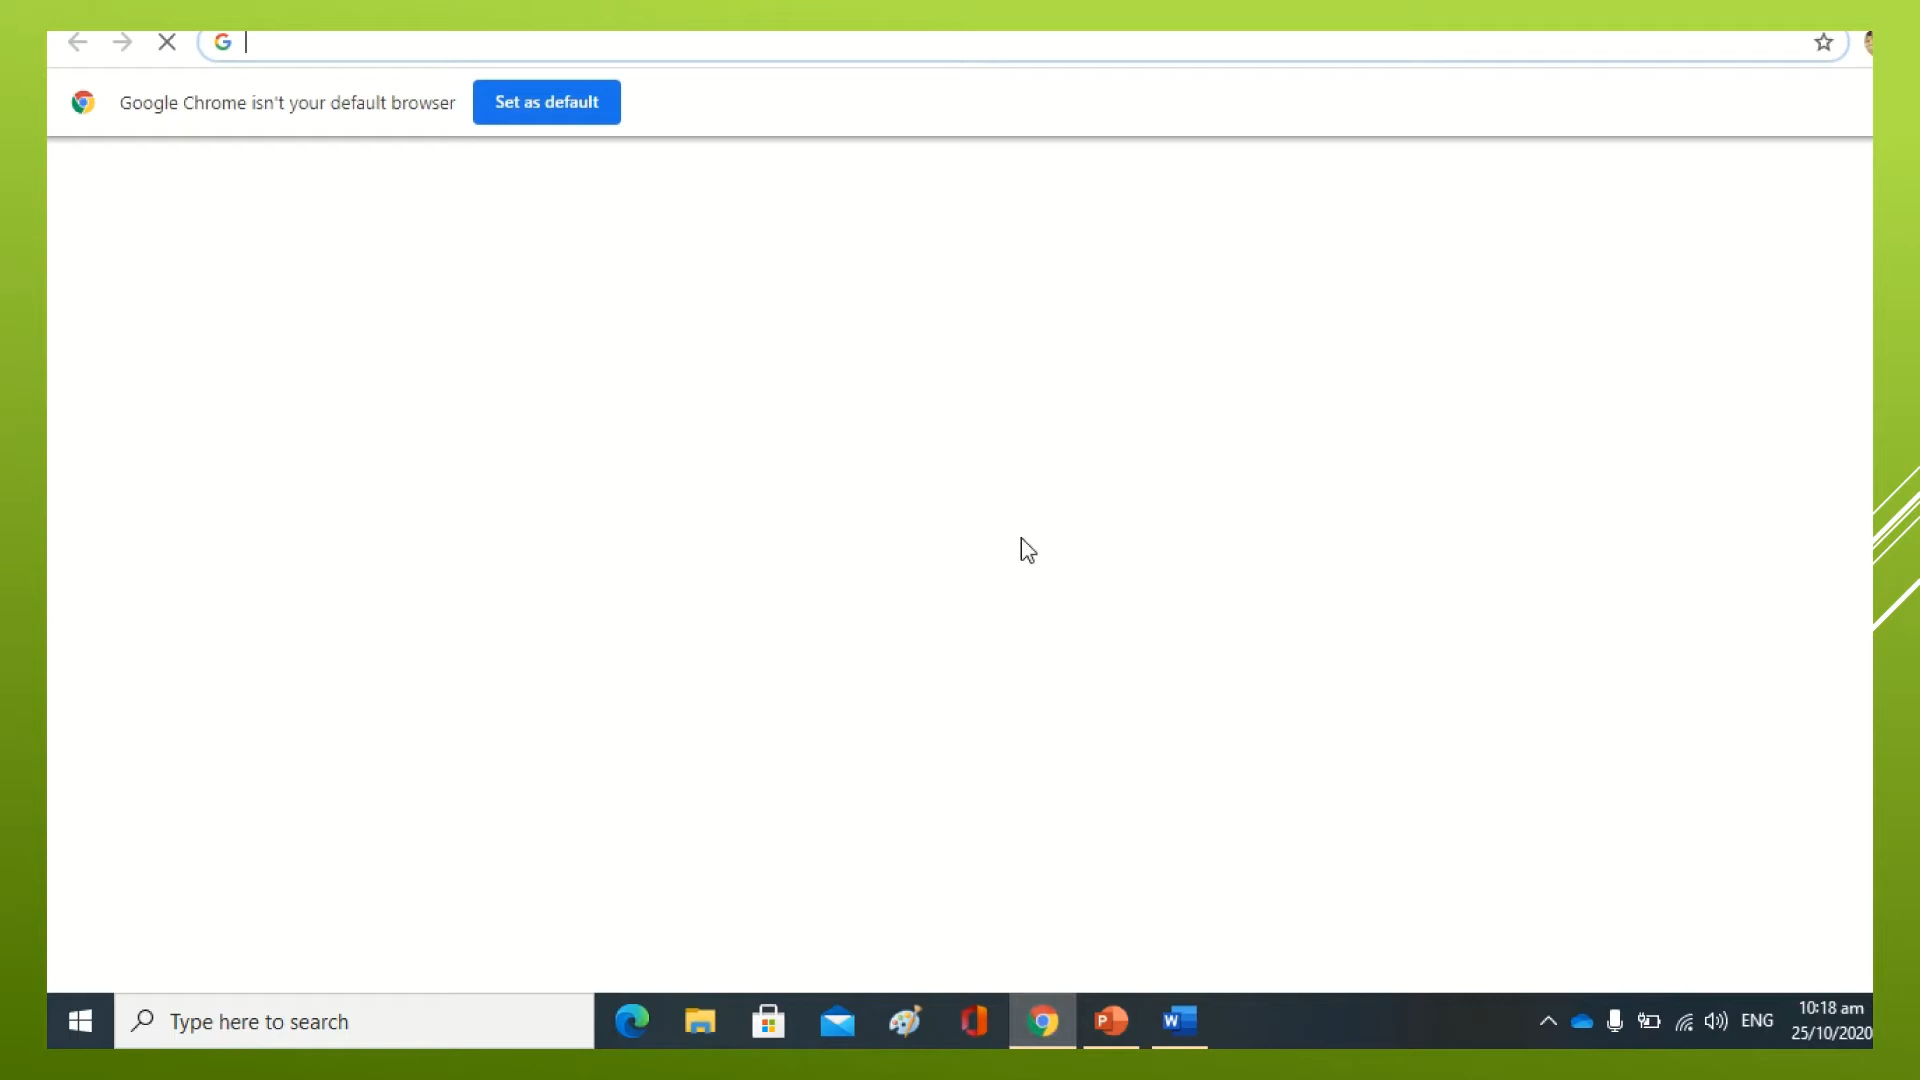 Google Chrome isn't your default browser
Set as default
Type here to search
ENG
10:18 am
25/10/2020